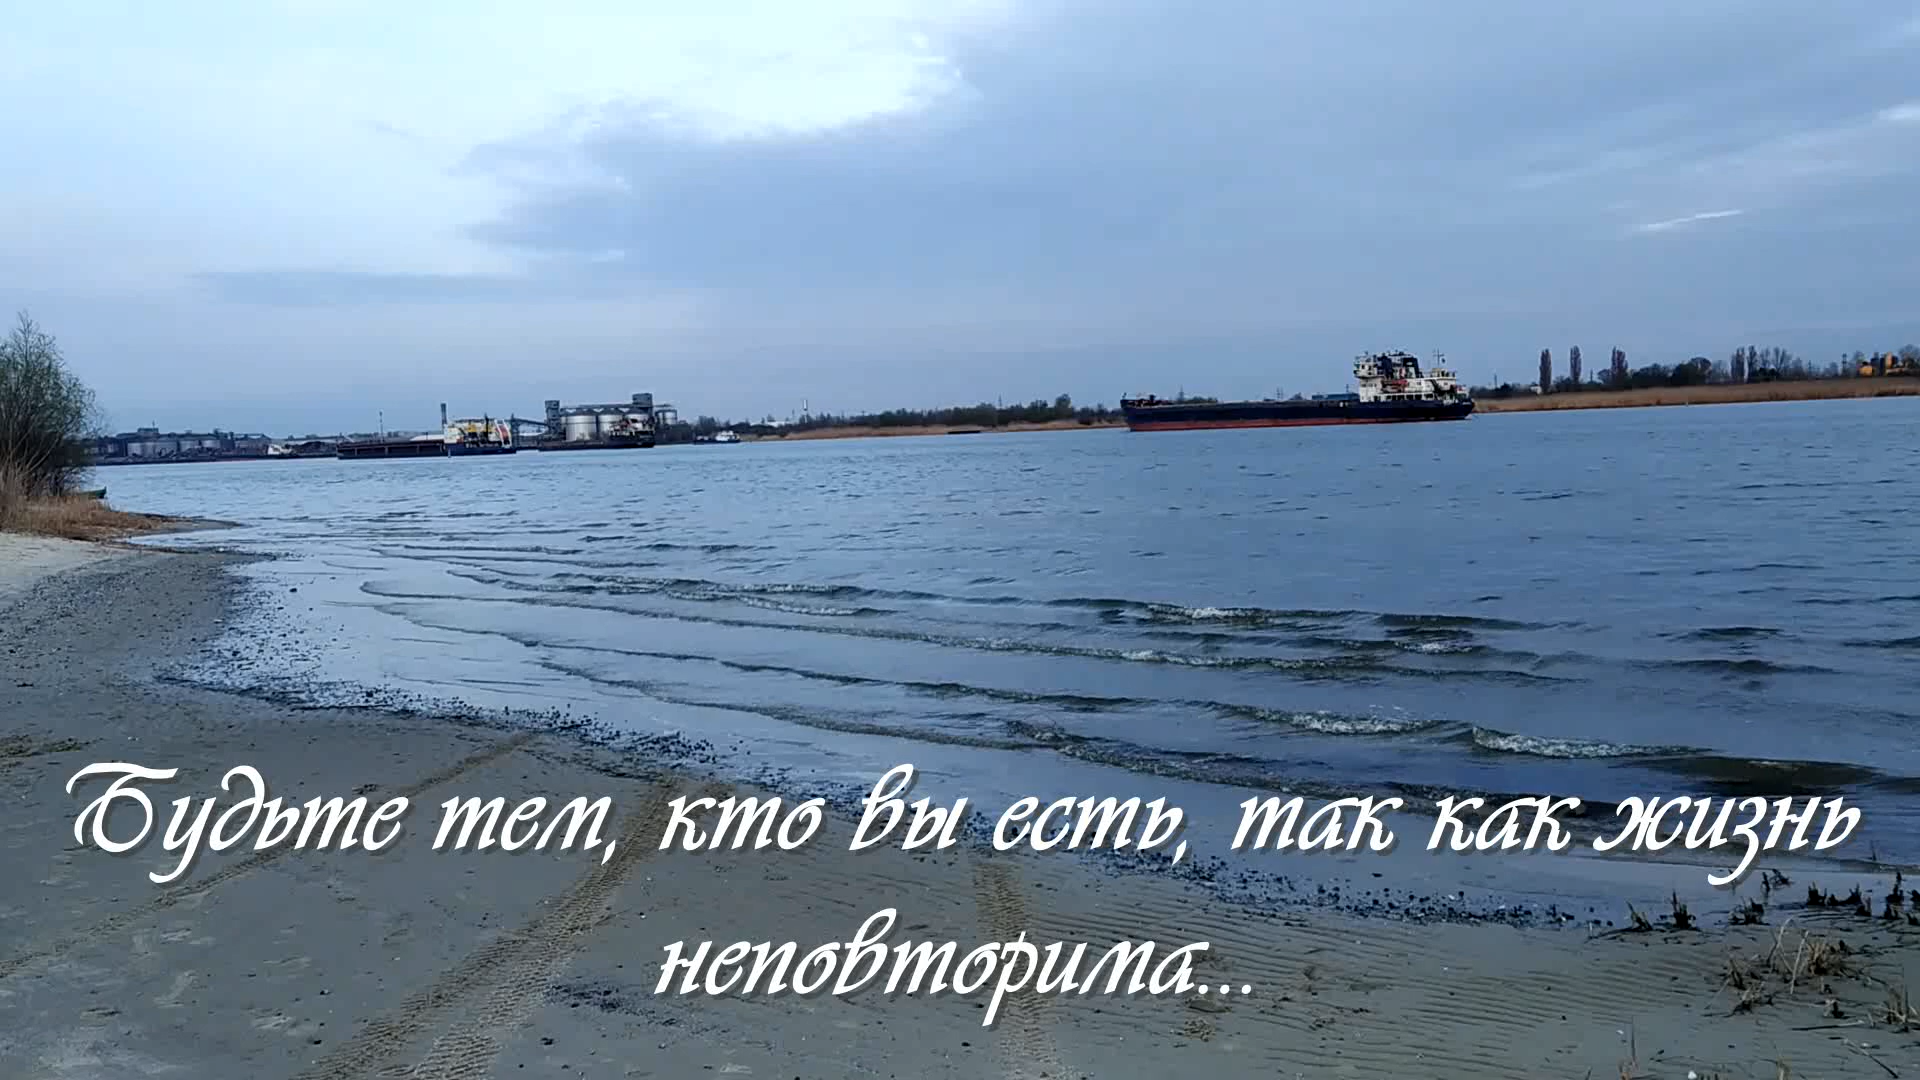 Будьте тем, кто вы есть, так как жизнь
неповторима...